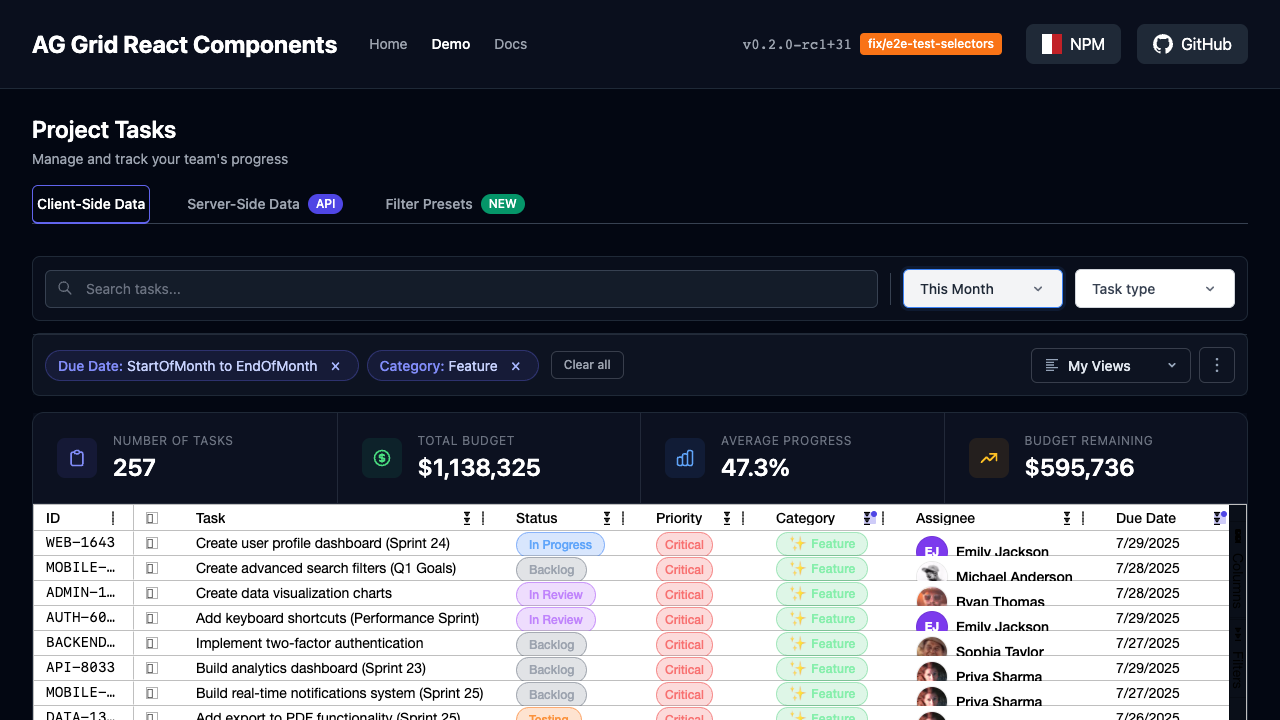 AG Grid React Components
Home Demo Docs
v0.2.0-rc1+31 fix/e2e-test-selectors
NPM GitHub
Project Tasks
Manage and track your team's progress
Client-Side Data Server-Side Data API Filter Presets NEW
Search tasks... This Month Task type
Due Date: StartOfMonth to EndOfMonth × Category: Feature × Clear all My Views
NUMBER OF TASKS TOTAL BUDGET AVERAGE PROGRESS BUDGET REMAINING
257 $1,138,325 47.3% $595,736
ID Task Status Priority Category Assignee Due Date
WEB-1643 Create user profile dashboard (Sprint 24) In Progress Critical ✨ Feature EJ Emily Jackson 7/29/2025
MOBILE-… Create advanced search filters (Q1 Goals) Backlog Critical ✨ Feature Michael Anderson 7/28/2025
ADMIN-1… Create data visualization charts In Review Critical ✨ Feature Ryan Thomas 7/28/2025
AUTH-60… Add keyboard shortcuts (Performance Sprint) In Review Critical ✨ Feature EJ Emily Jackson 7/29/2025
BACKEND… Implement two-factor authentication Backlog Critical ✨ Feature Sophia Taylor 7/27/2025
API-8033 Build analytics dashboard (Sprint 23) Backlog Critical ✨ Feature Priya Sharma 7/29/2025
MOBILE-… Build real-time notifications system (Sprint 25) Backlog Critical ✨ Feature Priya Sharma 7/27/2025
DATA-13… Add export to PDF functionality (Sprint 25) Testing Critical ✨ Feature 7/26/2025
Columns
Filters